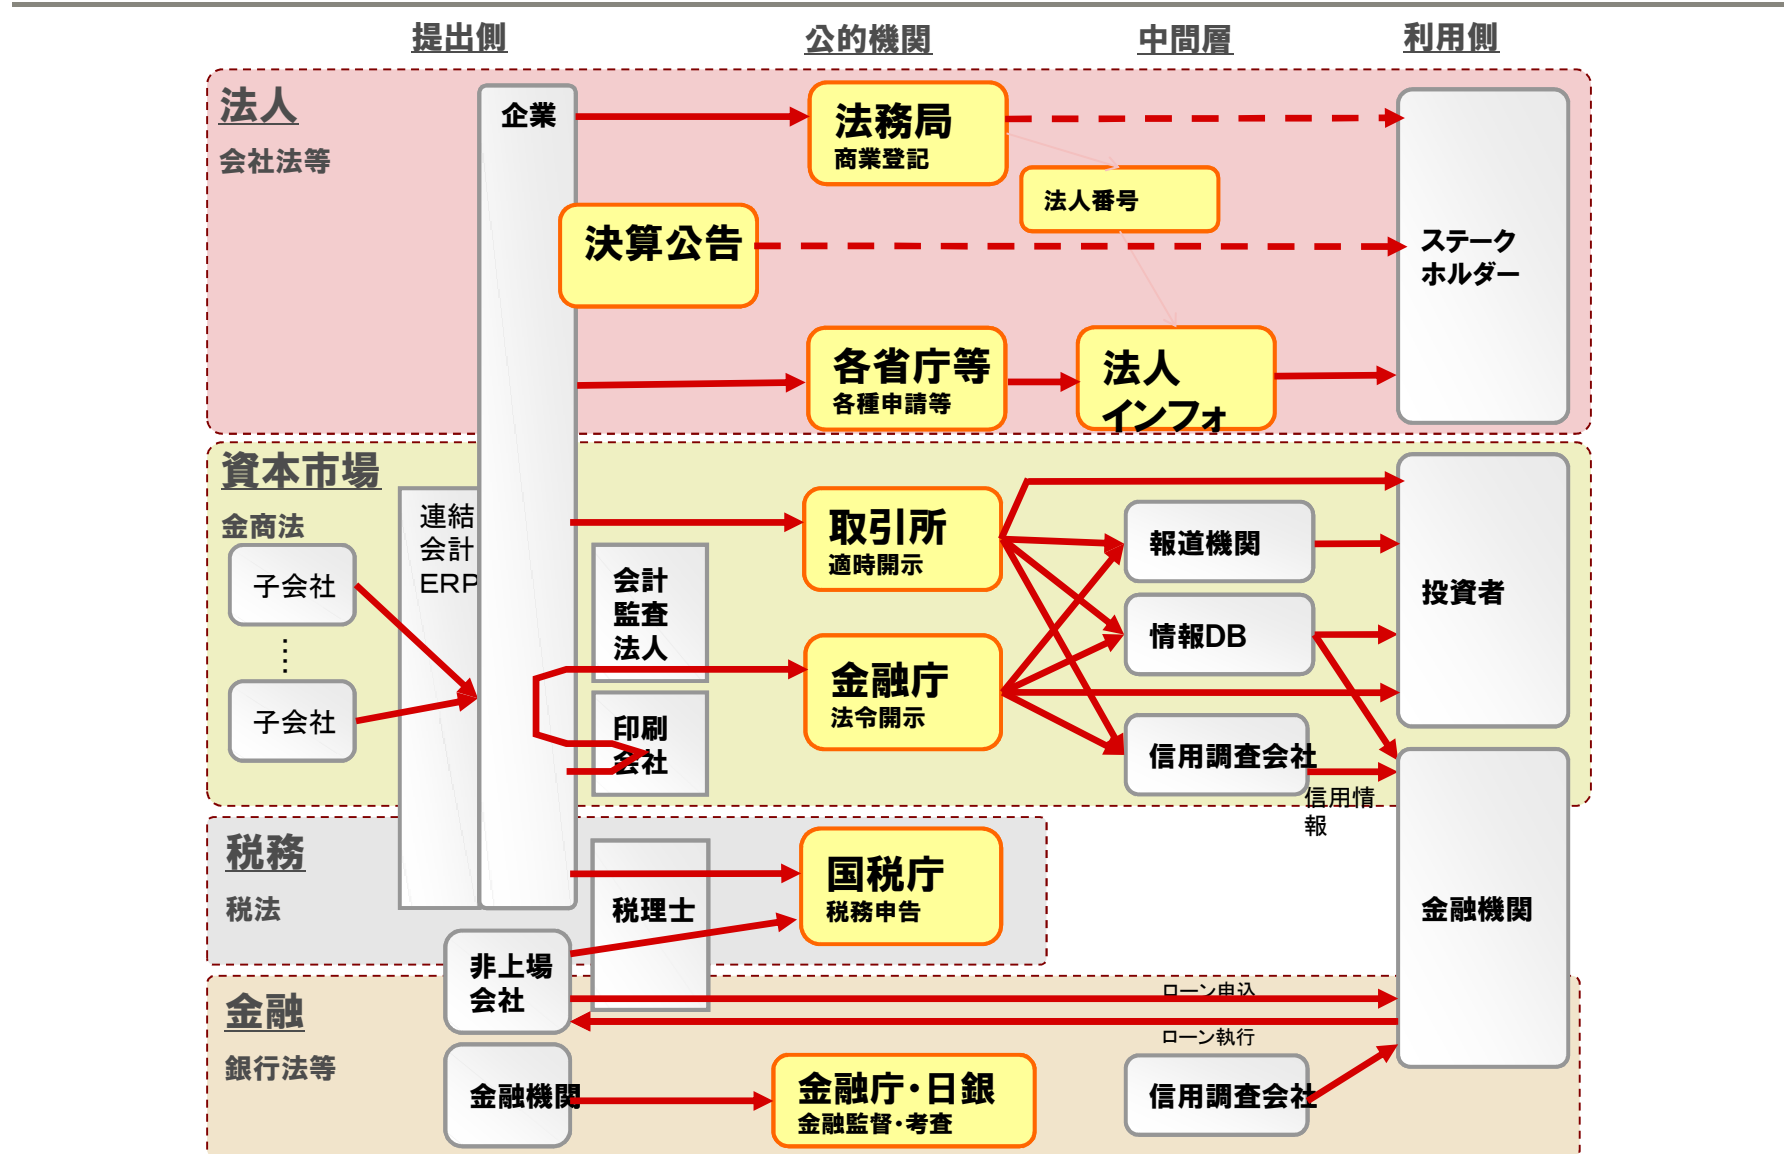 提出側
公的機関
中間層
利用側
法人
会社法等
企業
法務局
商業登記
法人番号
決算公告
ステーク
ホルダー
各省庁等
各種申請等
法人
インフォ
資本市場
金商法
連結
会計
ERP
子会社
子会社
会計
監査
法人
印刷
会社
取引所
適時開示
金融庁
法令開示
報道機関
情報DB
信用調査会社
信用情
報
投資者
税務
税法
税理士
国税庁
税務申告
金融機関
非上場
会社
金融
銀行法等
ローン申込
ローン執行
金融機関
金融庁・日銀
金融監督・考査
信用調査会社